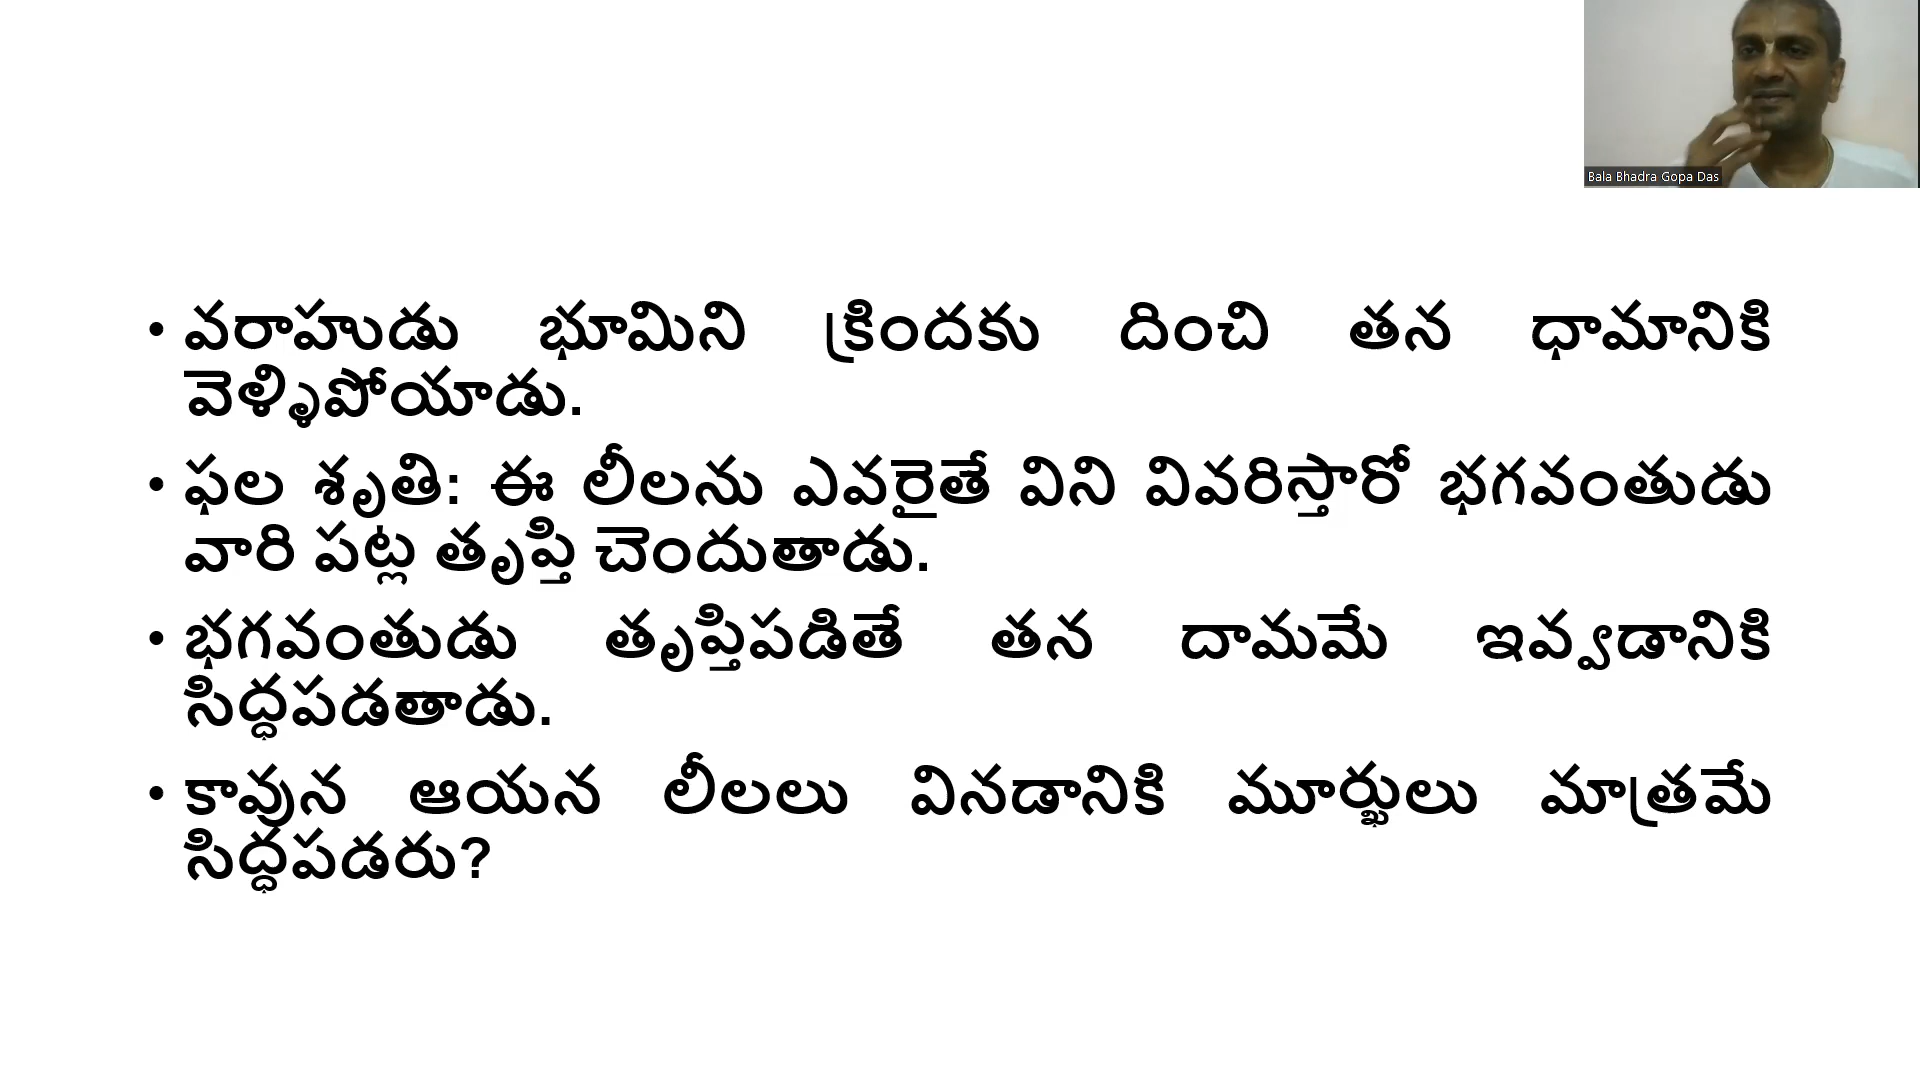 Bala Bhadra Gopa Das
• వరాహుడు భూమిని క్రిందకు దించి తన ధామానికి
వెళ్ళిపోయాడు.
• ఫల శృతి: ఈ లీలను ఎవరైతే విని వివరిస్తారో భగవంతుడు
వారి పట్ల తృప్తి చెందుతాడు.
• భగవంతుడు తృప్తిపడితే తన దామమే ఇవ్వడానికి
సిద్ధపడతాడు.
• కావున ఆయన లీలలు వినడానికి మూర్ఖులు మాత్రమే
సిద్ధపడరు?